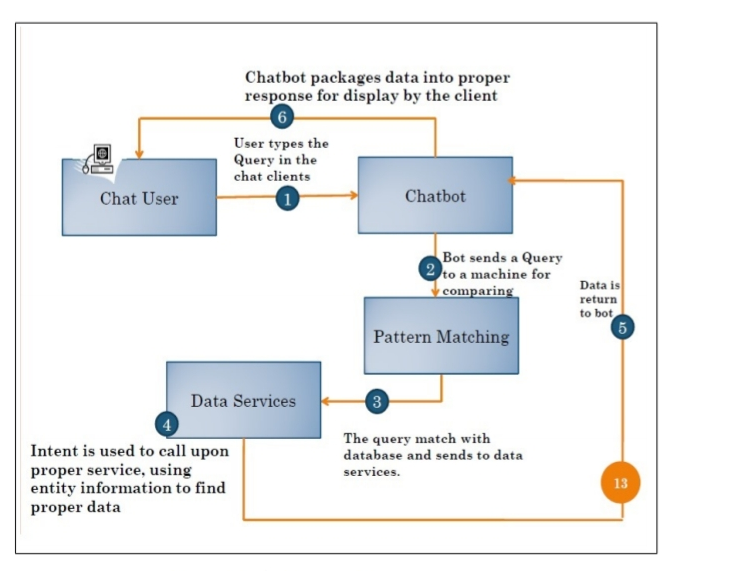 Chatbot packages data into proper
response for display by the client
6
User types the
Query in the
chat clients
1
Chat User
Chatbot
2
Bot sends a Query
to a machine for
comparing
Data is
return
to bot
5
Pattern Matching
Data Services
3
4
The query match with
database and sends to data
services.
Intent is used to call upon
proper service, using
entity information to find
proper data
13